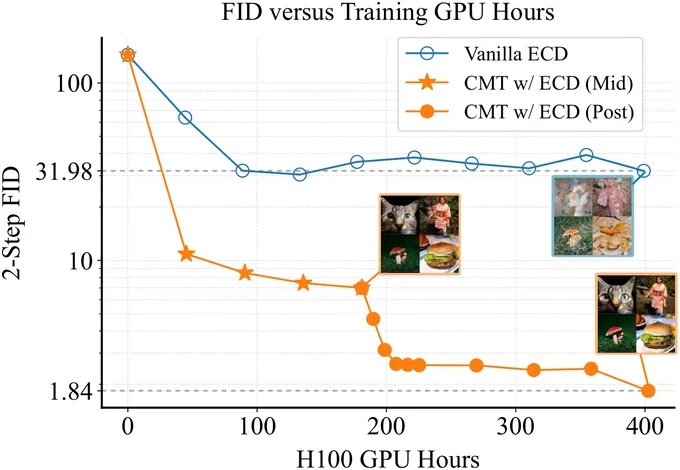 FID versus Training GPU Hours
Vanilla ECD
CMT w/ ECD (Mid)
CMT w/ ECD (Post)
2-Step FID
100
31.98
10
1.84
0 100 200 300 400
H100 GPU Hours